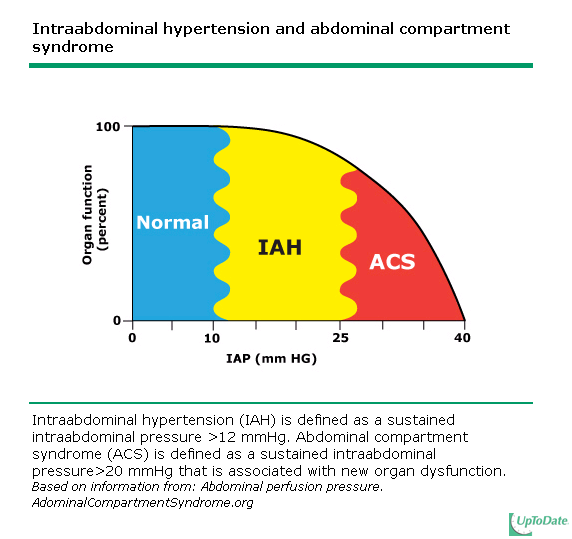 Intraabdominal hypertension and abdominal compartment
syndrome
100
Organ function
(percent)
Normal
IAH
ACS
0
0
10
25
40
IAP (mm HG)
Intraabdominal hypertension (IAH) is defined as a sustained
intraabdominal pressure >12 mmHg. Abdominal compartment
syndrome (ACS) is defined as a sustained intraabdominal
pressure>20 mmHg that is associated with new organ dysfunction.
Based on information from: Abdominal perfusion pressure.
AdominalCompartmentSyndrome.org
UpToDate